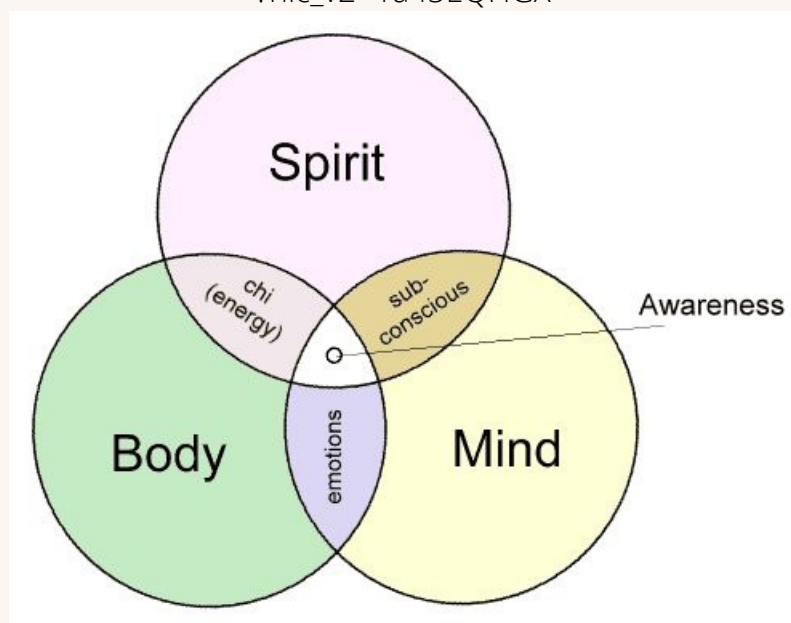 Spirit
chi
(energy)
sub-
conscious
Awareness
Body
emotions
Mind